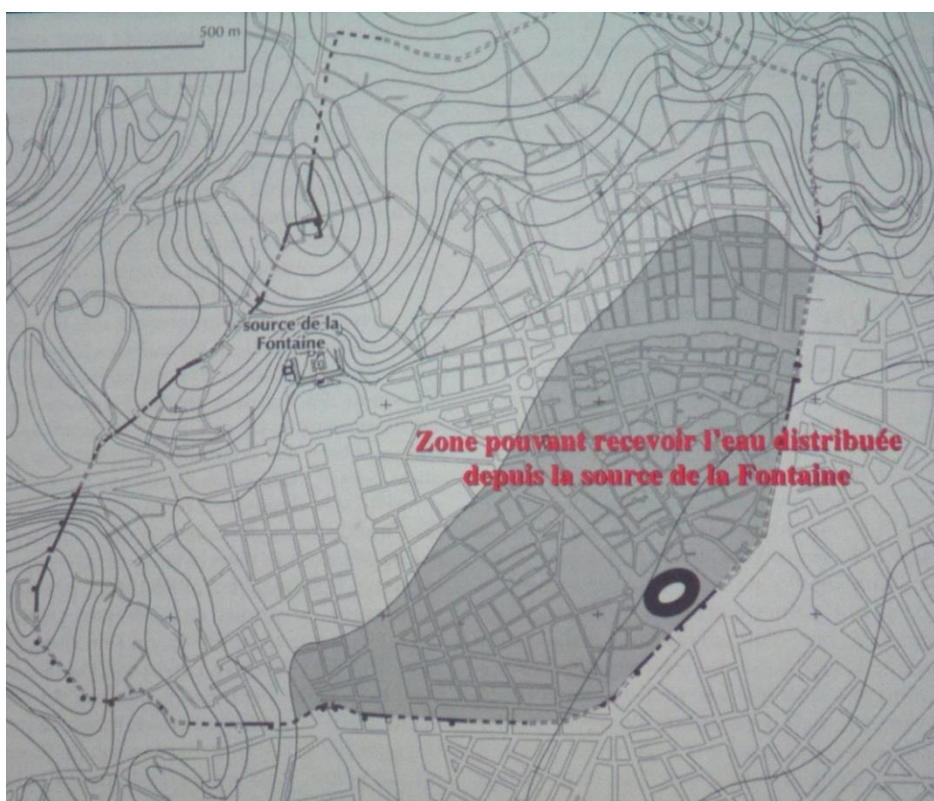 500 m
source de la
Fontaine
Zone pouvant recevoir l'eau distribuée
depuis la source de la Fontaine